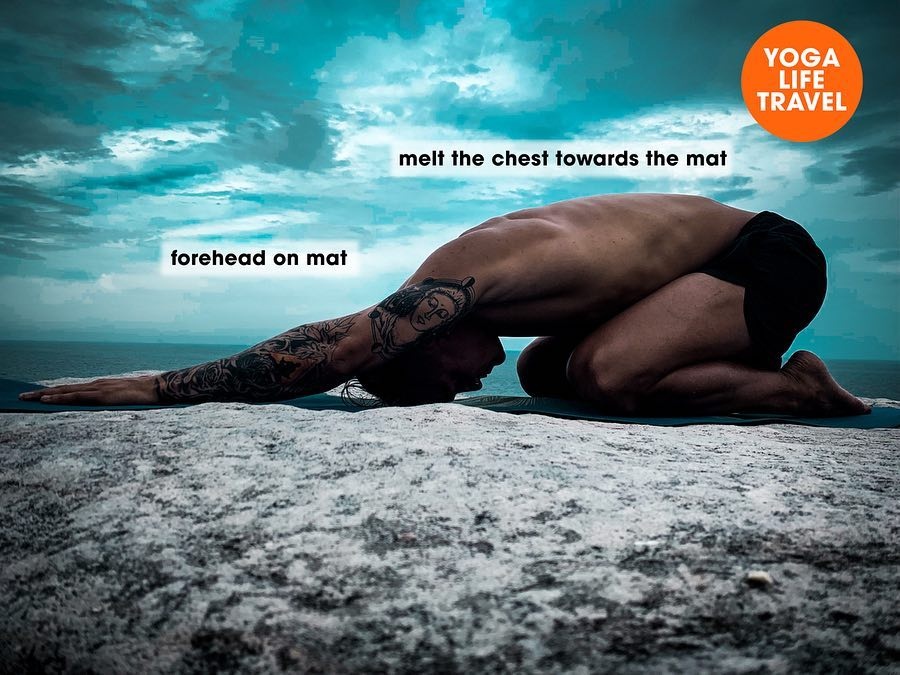 YOGA
LIFE
TRAVEL
melt the chest towards the mat
forehead on mat